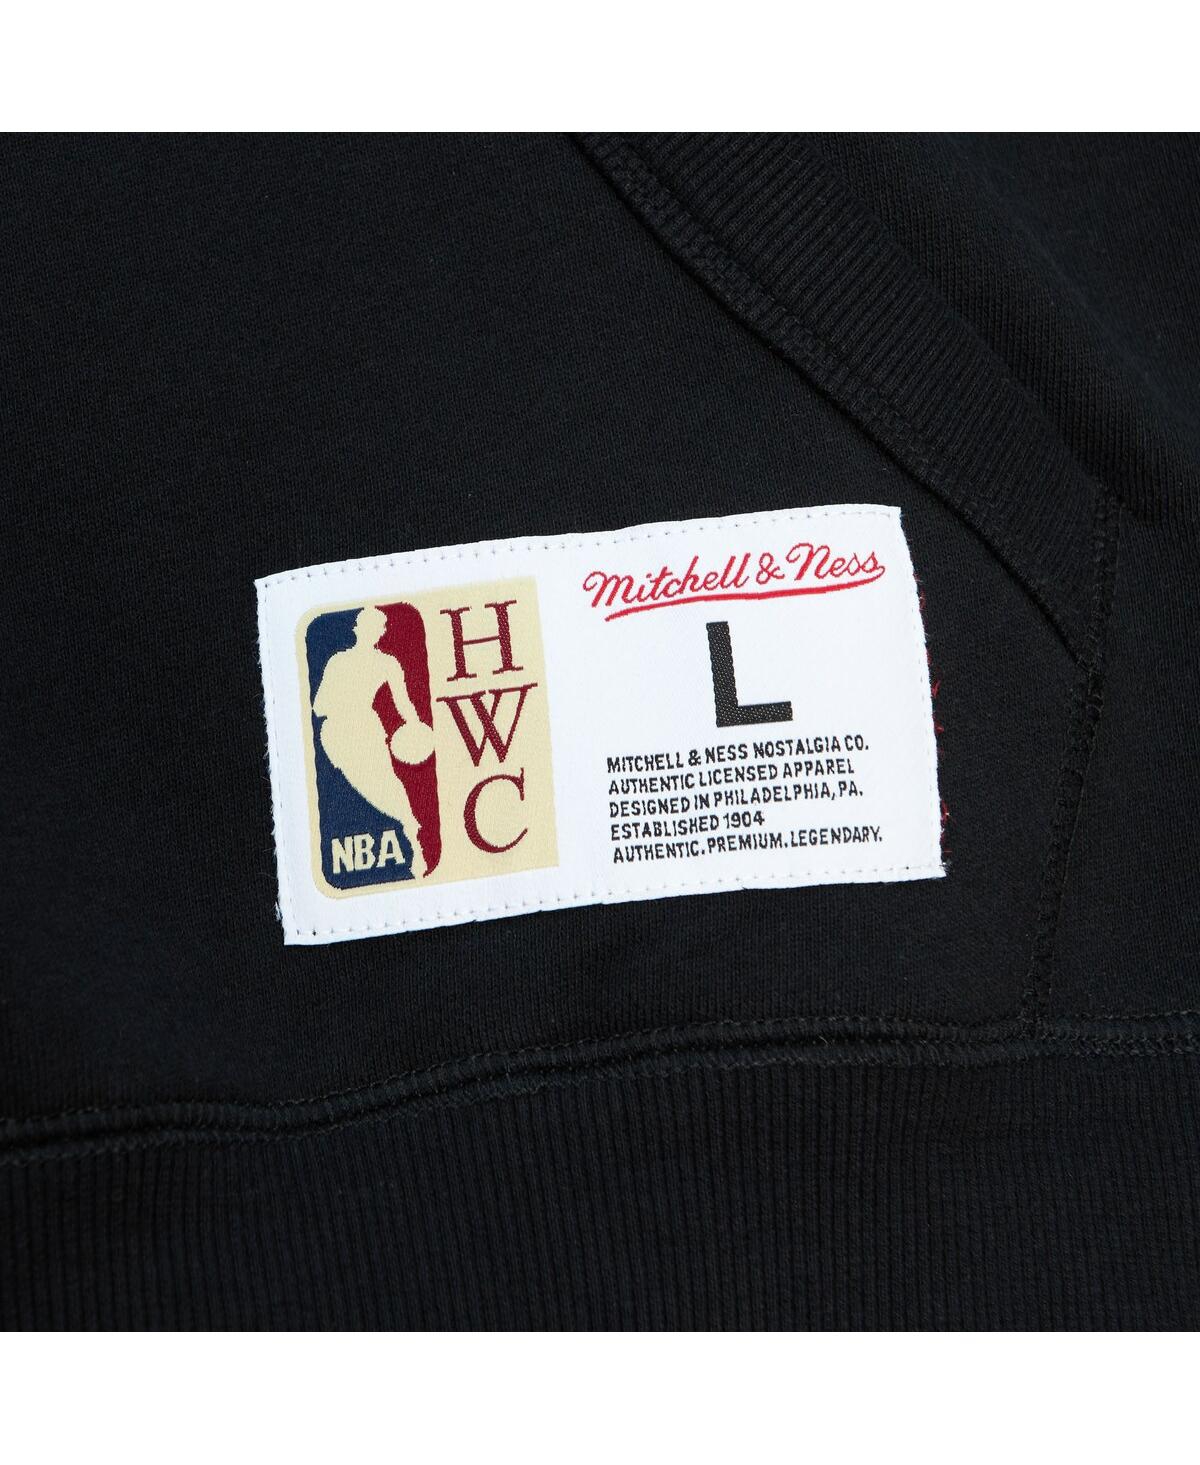 NBA
H
W
C
Mitchell & Ness
L
MITCHELL & NESS NOSTALGIA CO.
AUTHENTIC LICENSED APPAREL
DESIGNED IN PHILADELPHIA, PA.
ESTABLISHED 1904
AUTHENTIC. PREMIUM. LEGENDARY.